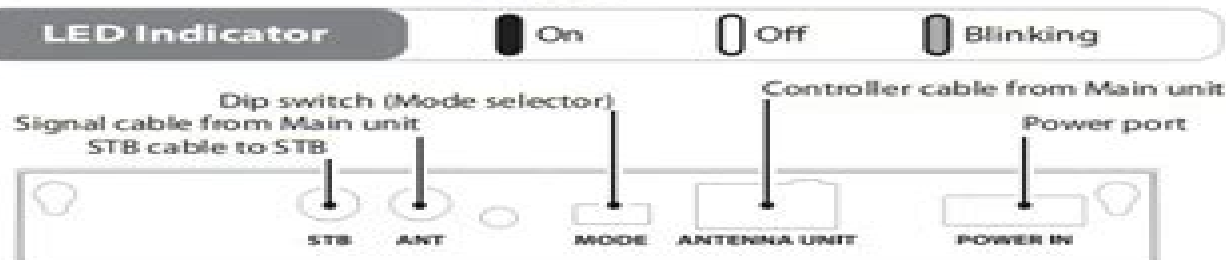 LED Indicator On Off Blinking
Controller cable from Main unit
Dip switch (Mode selector)
Signal cable from Main unit
Power port
STB cable to STB
STB ANT MODE ANTENNA UNIT POWER IN